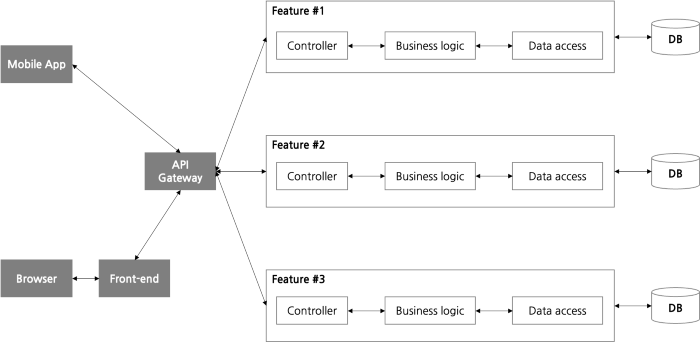 Feature #1
Controller
Business logic
Data access
DB
Mobile App
API
Gateway
Feature #2
Controller
Business logic
Data access
DB
Browser
Front-end
Feature #3
Controller
Business logic
Data access
DB